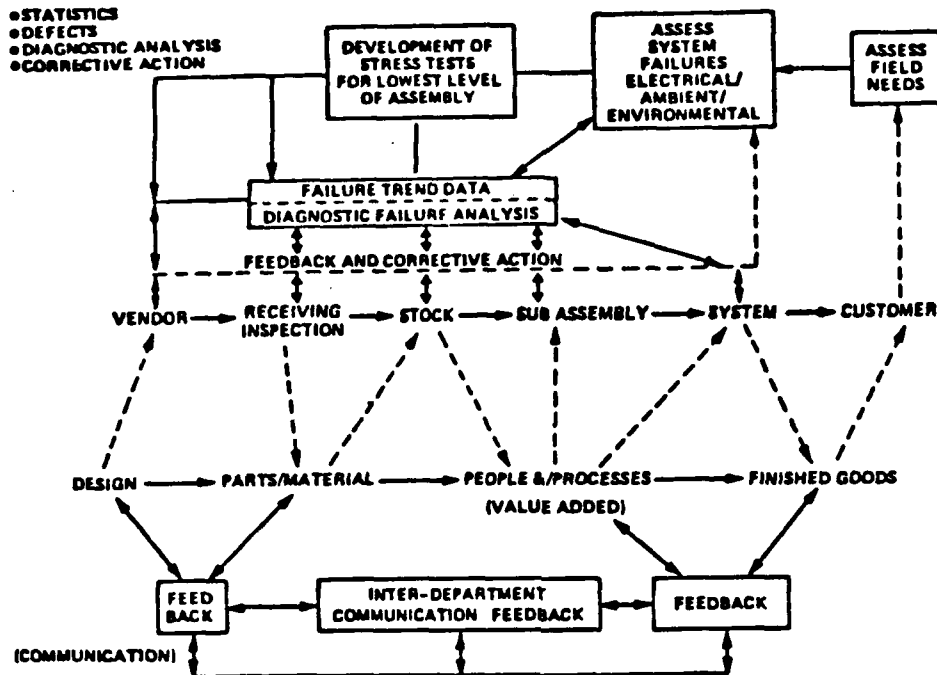 ●STATISTICS
●DEFECTS
●DIAGNOSTIC ANALYSIS
●CORRECTIVE ACTION
DEVELOPMENT OF
STRESS TESTS
FOR LOWEST LEVEL
OF ASSEMBLY
ASSESS
SYSTEM
FAILURES
ELECTRICAL/
AMBIENT/
ENVIRONMENTAL
ASSESS
FIELD
NEEDS
FAILURE TREND DATA
DIAGNOSTIC FAILURE ANALYSIS
FEEDBACK AND CORRECTIVE ACTION
VENDOR
RECEIVING
INSPECTION
STOCK
SUB ASSEMBLY
SYSTEM
CUSTOMER
DESIGN
PARTS/MATERIAL
PEOPLE &/PROCESSES
(VALUE ADDED)
FINISHED GOODS
FEED
BACK
INTER-DEPARTMENT
COMMUNICATION FEEDBACK
FEEDBACK
(COMMUNICATION)